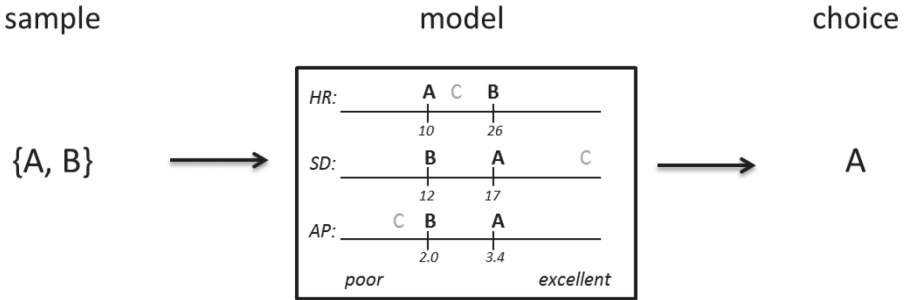 sample model choice
HR: A C B
10 26
{A, B} SD: B A C A
12 17
AP: C B A
2.0 3.4
poor excellent